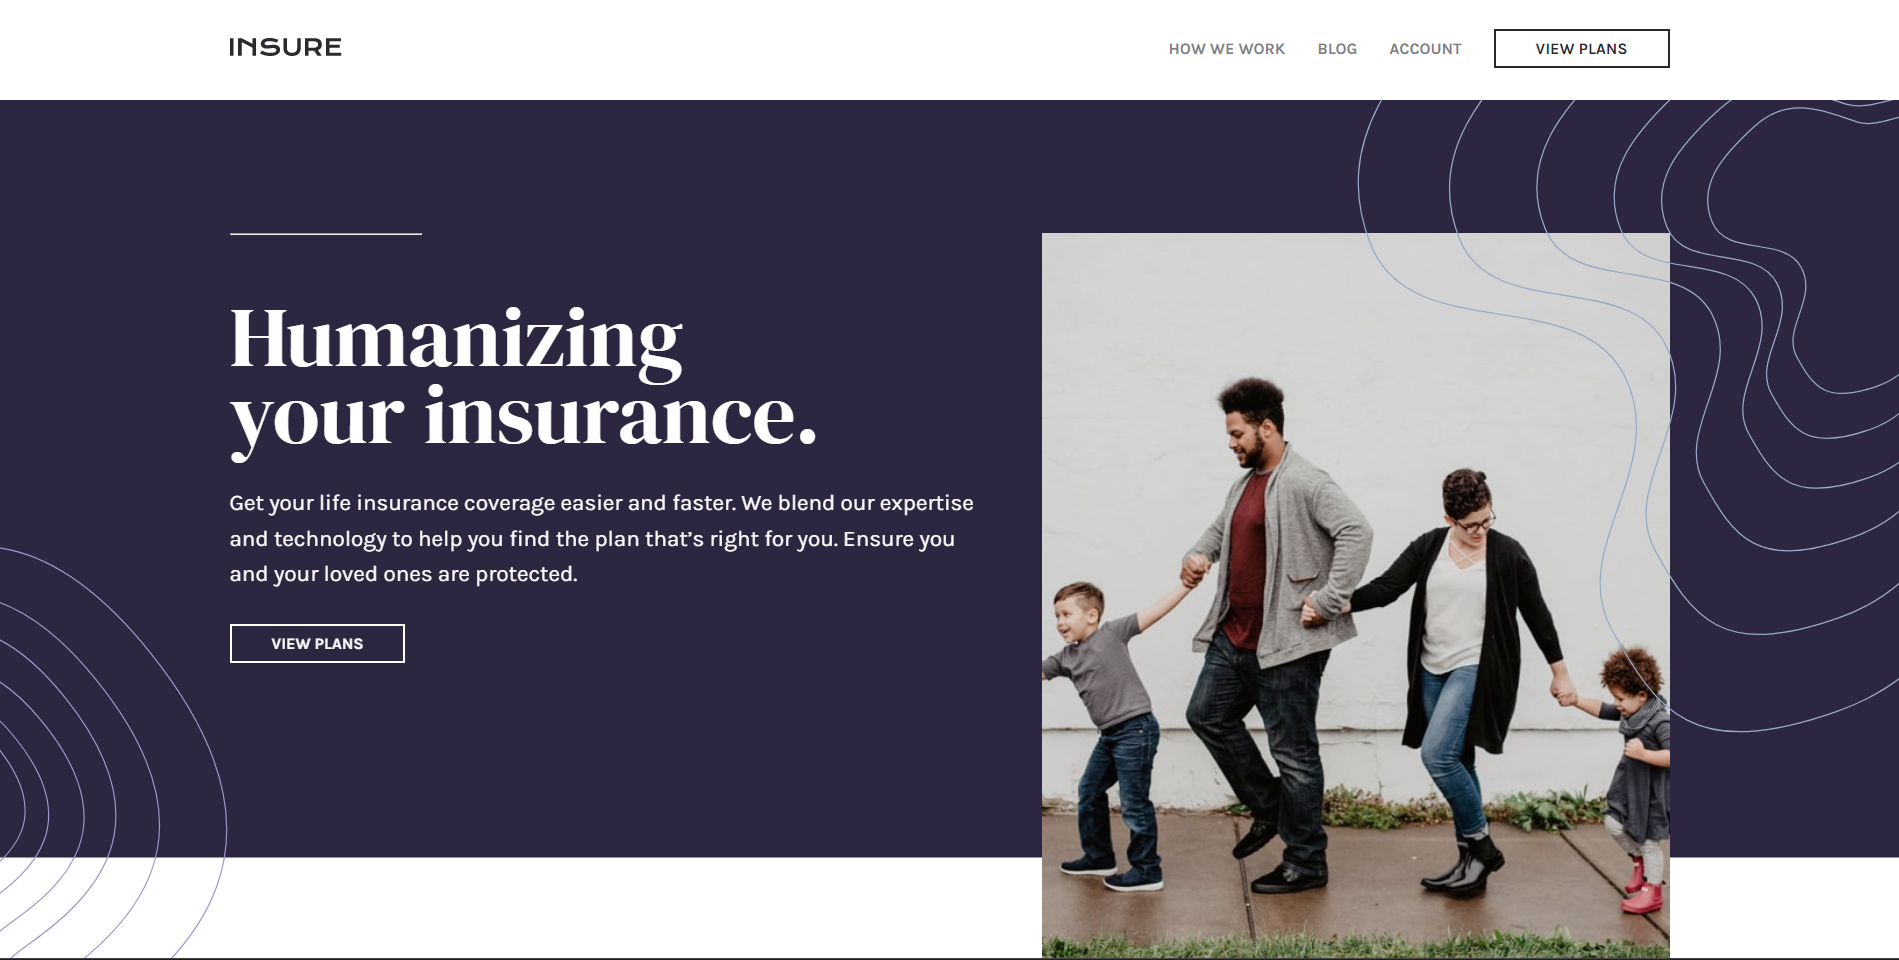 INSURE
HOW WE WORK
BLOG
ACCOUNT
VIEW PLANS
Humanizing
your insurance.
Get your life insurance coverage easier and faster. We blend our expertise
and technology to help you find the plan that’s right for you. Ensure you
and your loved ones are protected.
VIEW PLANS